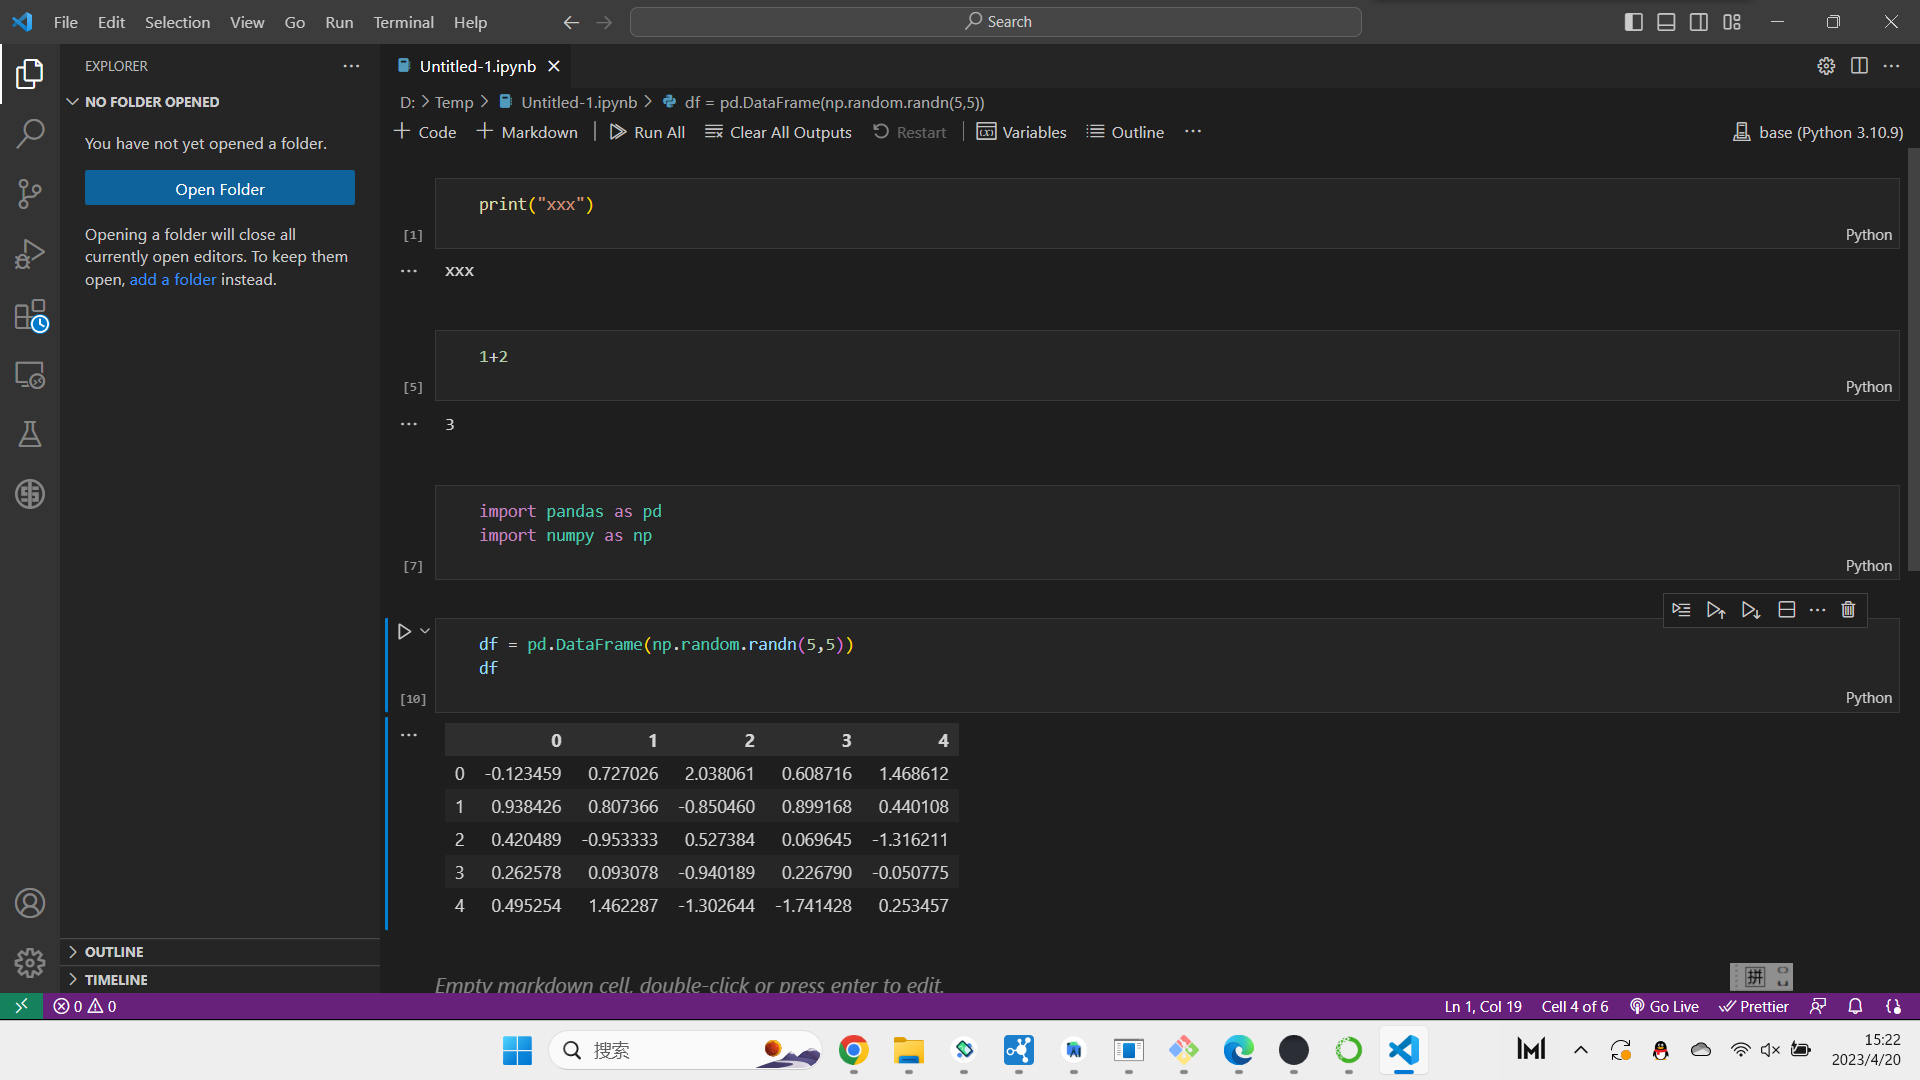 File Edit Selection View Go Run Terminal Help
Search
EXPLORER
Untitled-1.ipynb
NO FOLDER OPENED
You have not yet opened a folder.
Open Folder
Opening a folder will close all
currently open editors. To keep them
open, add a folder instead.
D: > Temp > Untitled-1.ipynb > df = pd.DataFrame(np.random.randn(5,5))
+ Code + Markdown | Run All Clear All Outputs Restart | Variables Outline ...
base (Python 3.10.9)
print("xxx")
[1]
Python
xxx
1+2
[5]
Python
3
import pandas as pd
import numpy as np
[7]
Python
df = pd.DataFrame(np.random.randn(5,5))
df
[10]
Python
0 1 2 3 4
0 -0.123459 0.727026 2.038061 0.608716 1.468612
1 0.938426 0.807366 -0.850460 0.899168 0.440108
2 0.420489 -0.953333 0.527384 0.069645 -1.316211
3 0.262578 0.093078 -0.940189 0.226790 -0.050775
4 0.495254 1.462287 -1.302644 -1.741428 0.253457
Empty markdown cell, double-click or press enter to edit.
OUTLINE
TIMELINE
拼
0 0
Ln 1, Col 19 Cell 4 of 6 Go Live Prettier
搜索
15:22
2023/4/20